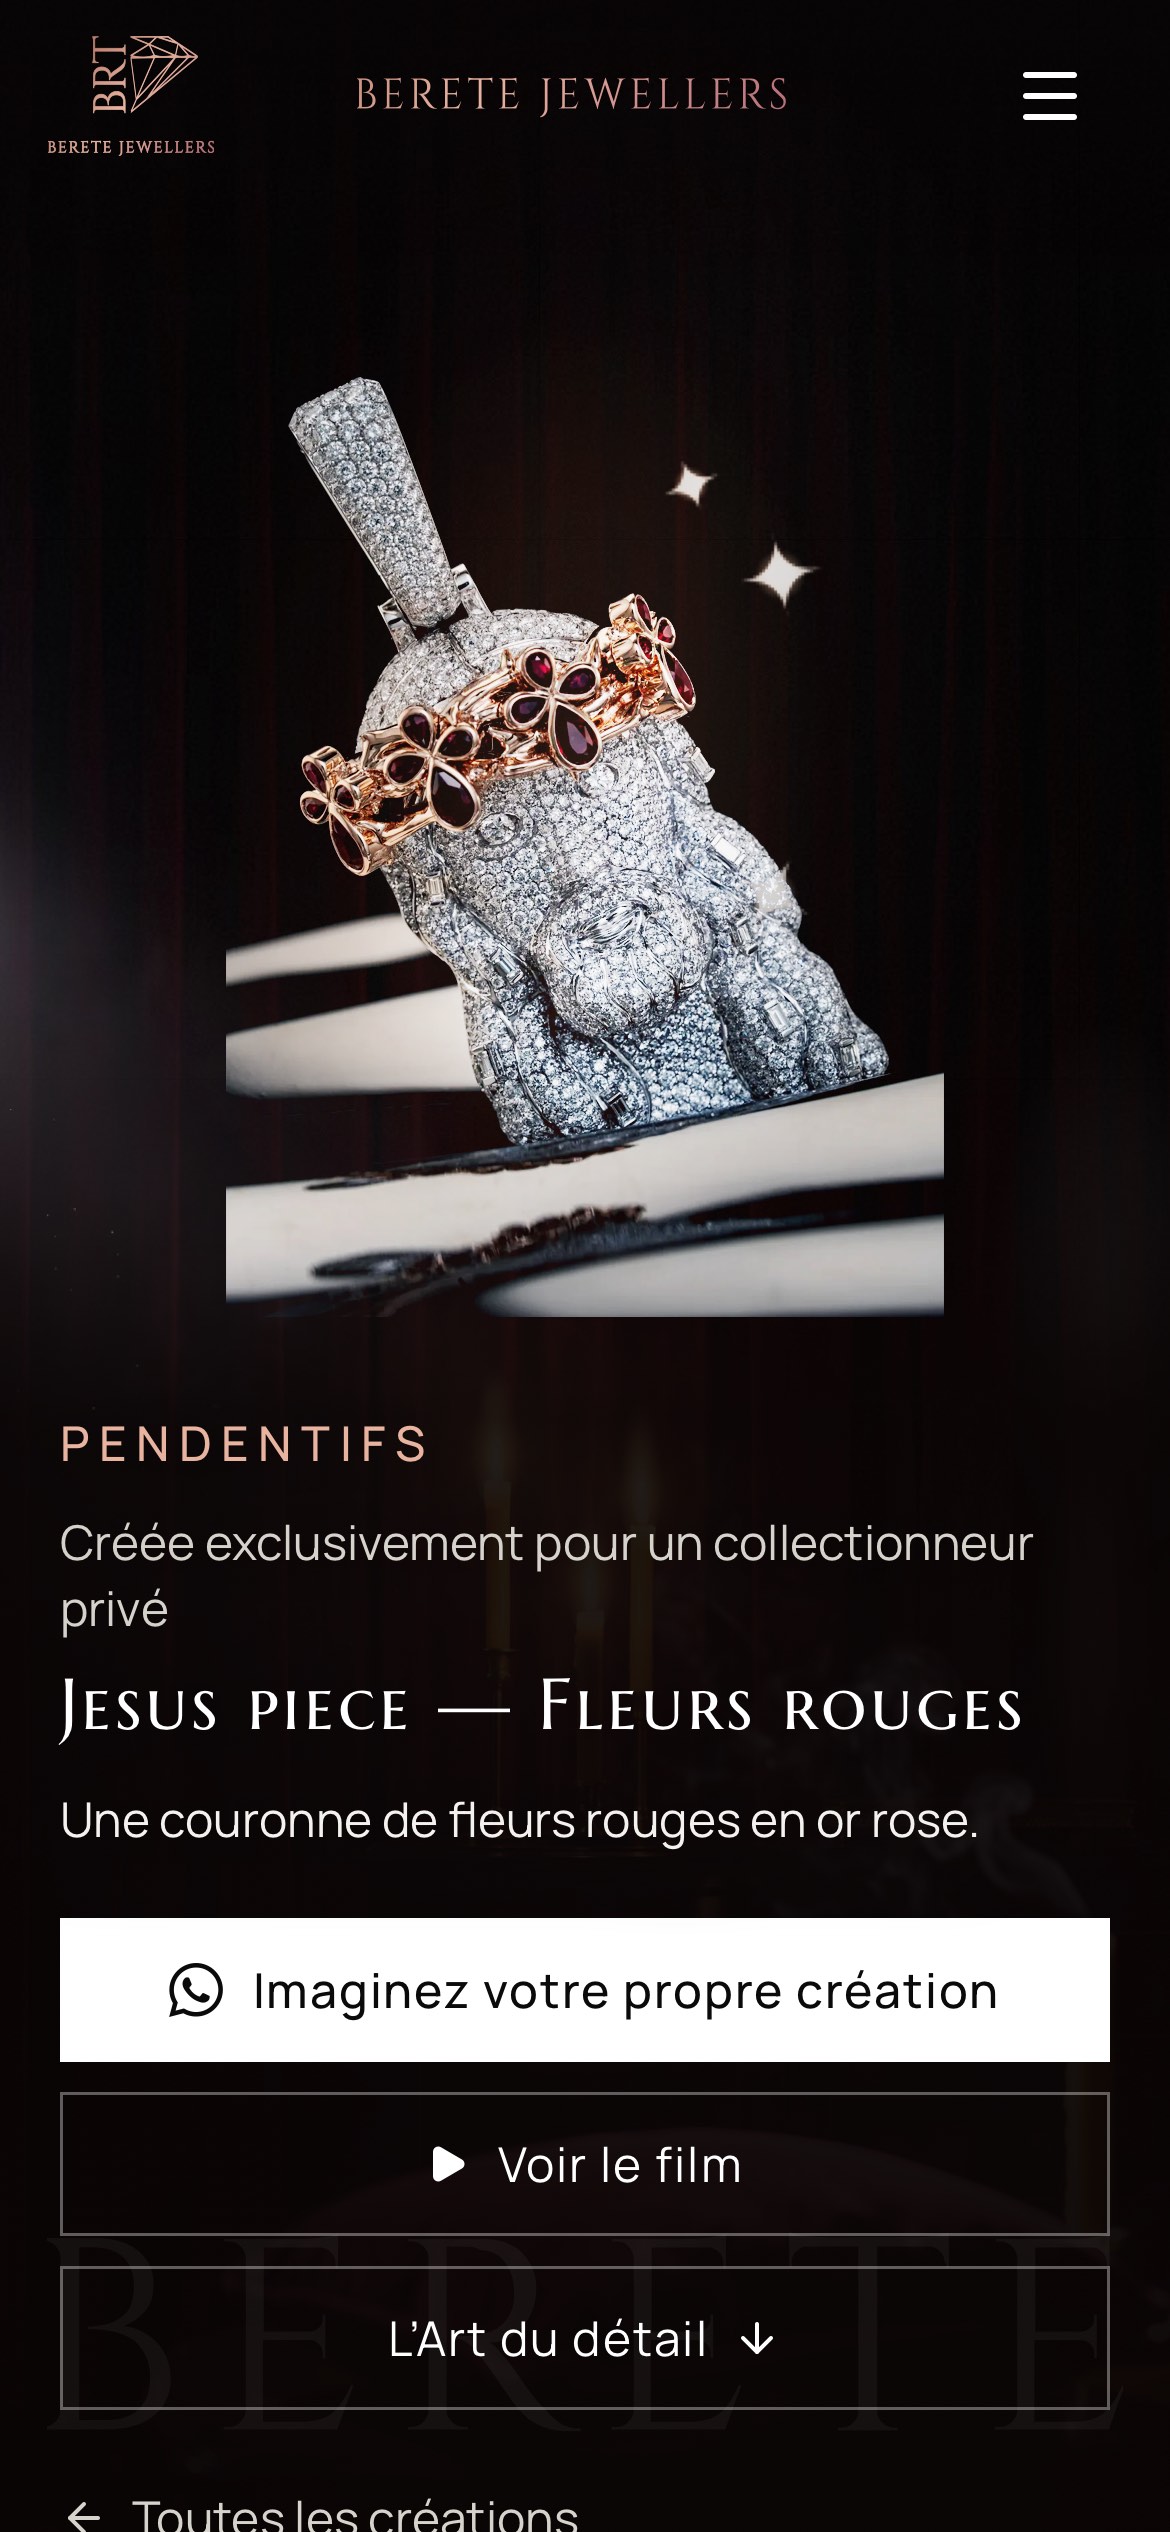 BRT
BERETE JEWELLERS
BERETE JEWELLERS
PENDENTIFS
Créée exclusivement pour un collectionneur
privé
Jesus piece — Fleurs rouges
Une couronne de fleurs rouges en or rose.
Imaginez votre propre création
Voir le film
BERETE
L’Art du détail ↓
← Toutes les créations